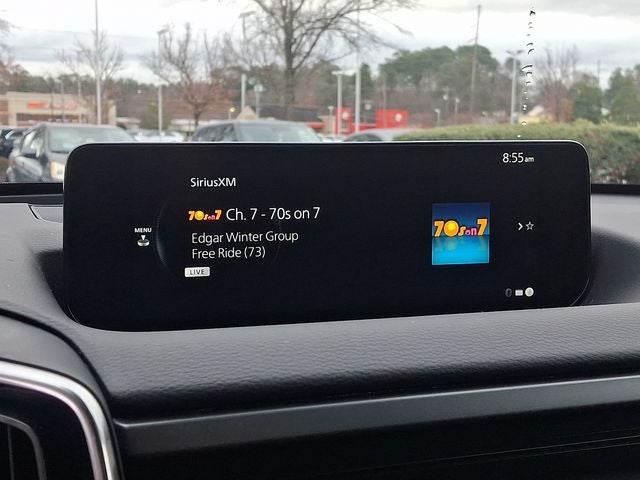 8:55am
SiriusXM
70s on 7 Ch. 7 - 70s on 7
MENU
70s on 7
Edgar Winter Group
Free Ride (73)
LIVE